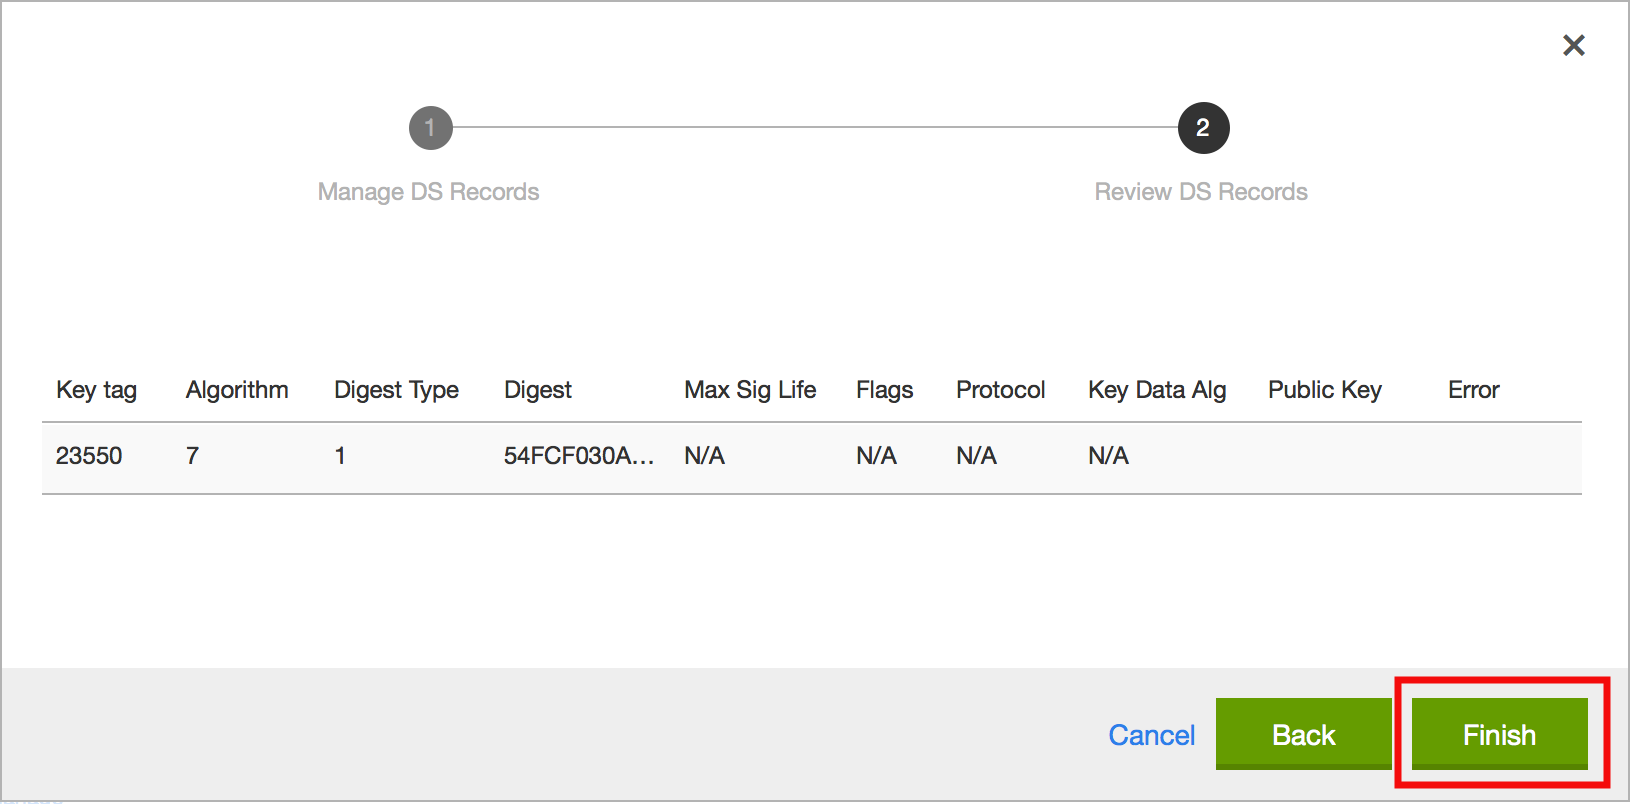 ✕
1
2
Manage DS Records
Review DS Records
Key tag Algorithm Digest Type Digest Max Sig Life Flags Protocol Key Data Alg Public Key Error
23550 7 1 54FCF030A... N/A N/A N/A N/A
Cancel Back Finish